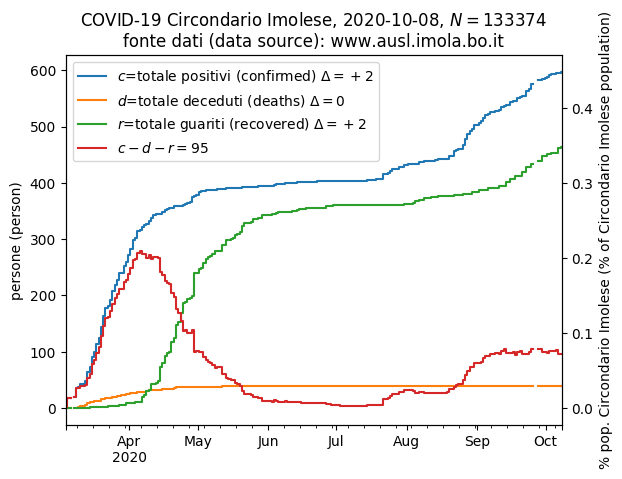 COVID-19 Circondario Imolese, 2020-10-08, N = 133374
fonte dati (data source): www.ausl.imola.bo.it
c=totale positivi (confirmed) Δ = +2
d=totale deceduti (deaths) Δ = 0
r=totale guariti (recovered) Δ = +2
c − d − r = 95
persone (person)
600
500
400
300
200
100
0
0.4
0.3
0.2
0.1
0.0
% pop. Circondario Imolese (% of Circondario Imolese population)
Apr May Jun Jul Aug Sep Oct
2020